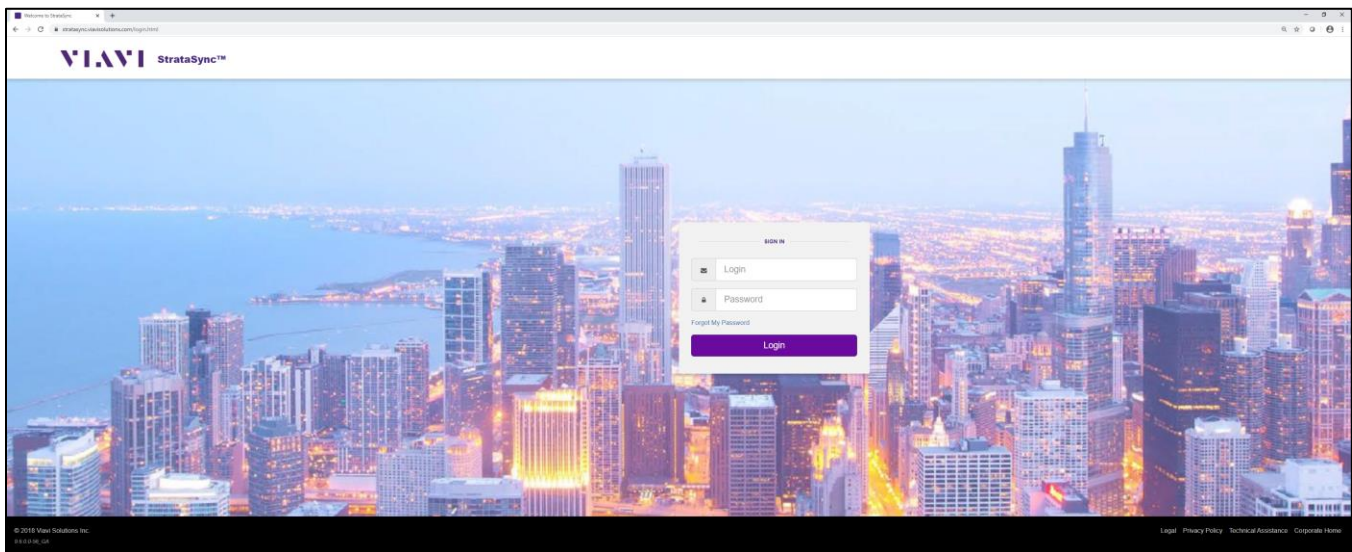 Welcome to StrataSync
stratasync.viavisolutions.com/login.html
VIAVI StrataSync™
SIGN IN
Login
Password
Forgot My Password
Login
© 2018 Viavi Solutions Inc.
Legal Privacy Policy Technical Assistance Corporate Home